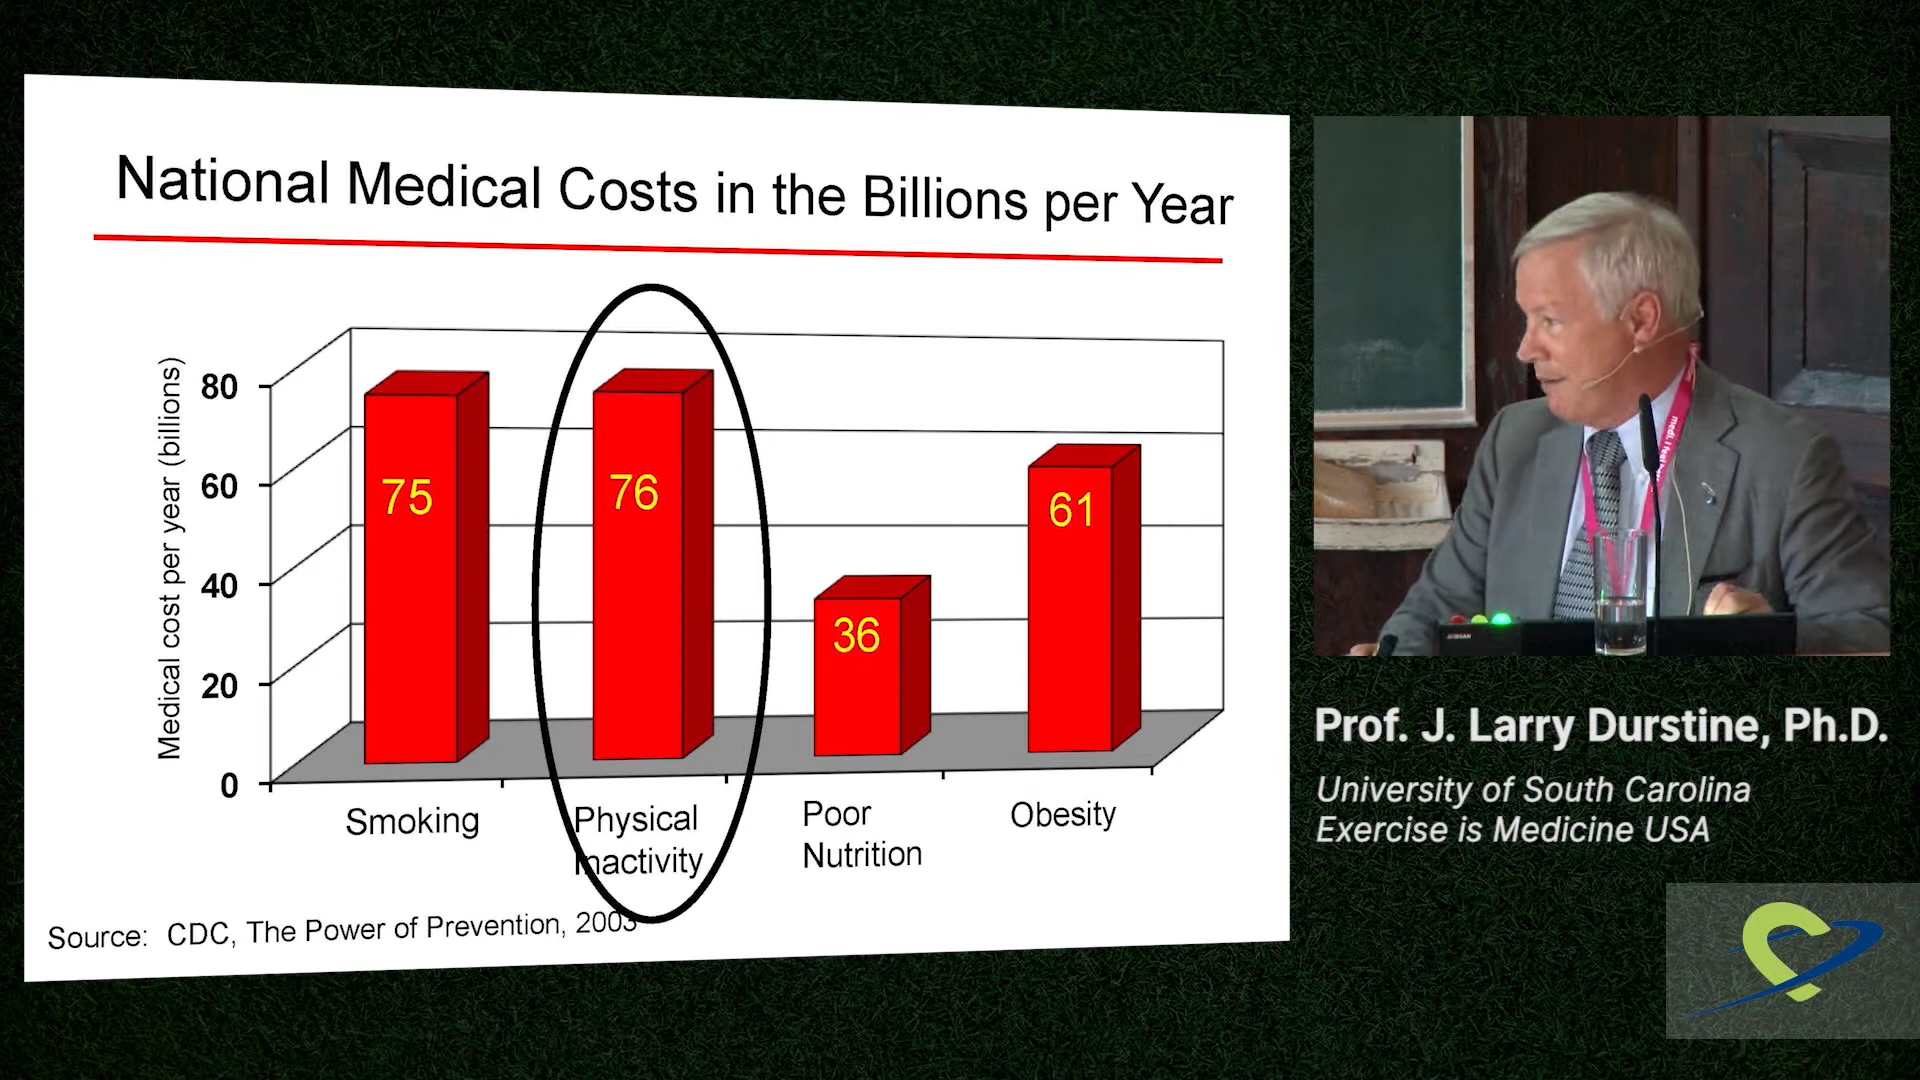 National Medical Costs in the Billions per Year
Medical cost per year (billions)
80
60
40
20
0
75
76
36
61
Smoking
Physical
Inactivity
Poor
Nutrition
Obesity
Source: CDC, The Power of Prevention, 2003
Prof. J. Larry Durstine, Ph.D.
University of South Carolina
Exercise is Medicine USA